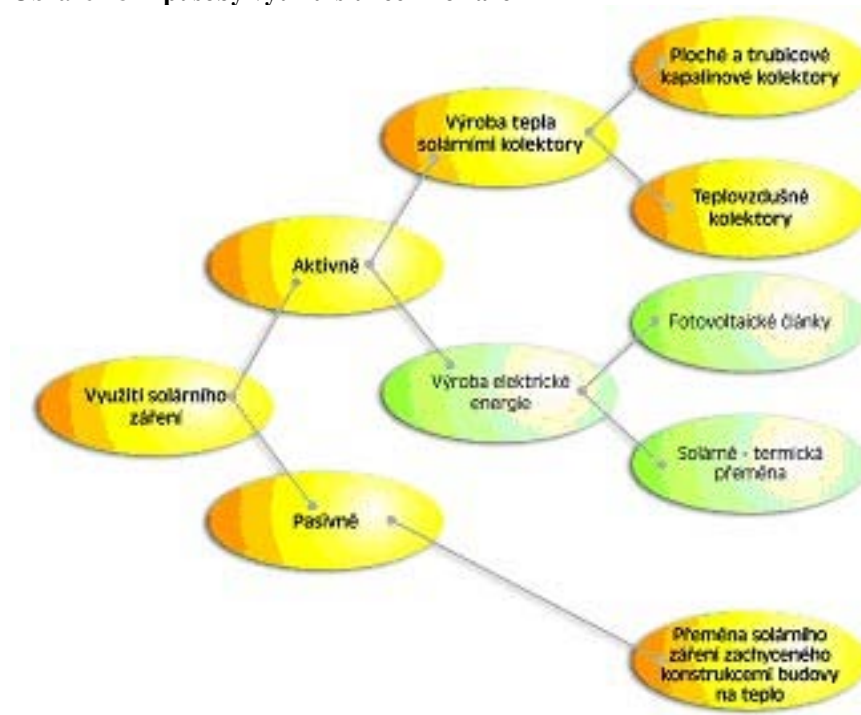 Ploché a trubicové
kapalinové kolektory
Výroba tepla
solárními kolektory
Teplovzdušné
kolektory
Aktivně
Fotovoltaické články
Výroba elektrické
energie
Využití solárního
záření
Solárně - termická
přeměna
Pasivně
Přeměna solárního
záření zachyceného
konstrukcemi budovy
na teplo